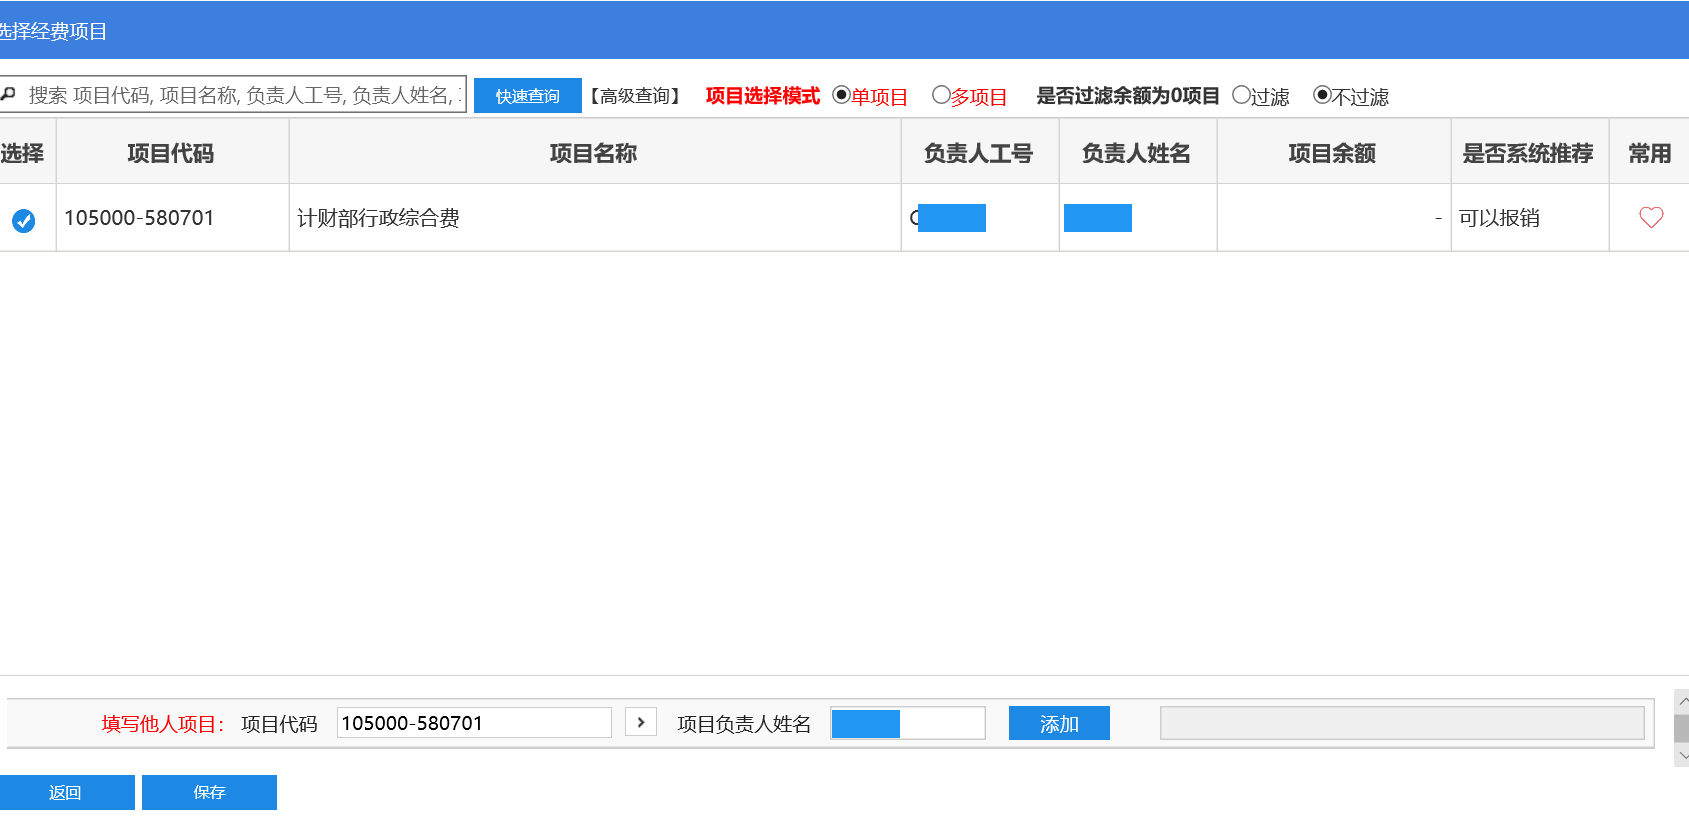 选择经费项目
搜索 项目代码, 项目名称, 负责人工号, 负责人姓名, 快速查询 【高级查询】 项目选择模式 单项目 多项目 是否过滤余额为0项目 过滤 不过滤
选择 项目代码 项目名称 负责人工号 负责人姓名 项目余额 是否系统推荐 常用
105000-580701 计财部行政综合费 - 可以报销
填写他人项目： 项目代码 105000-580701 > 项目负责人姓名 添加
返回 保存